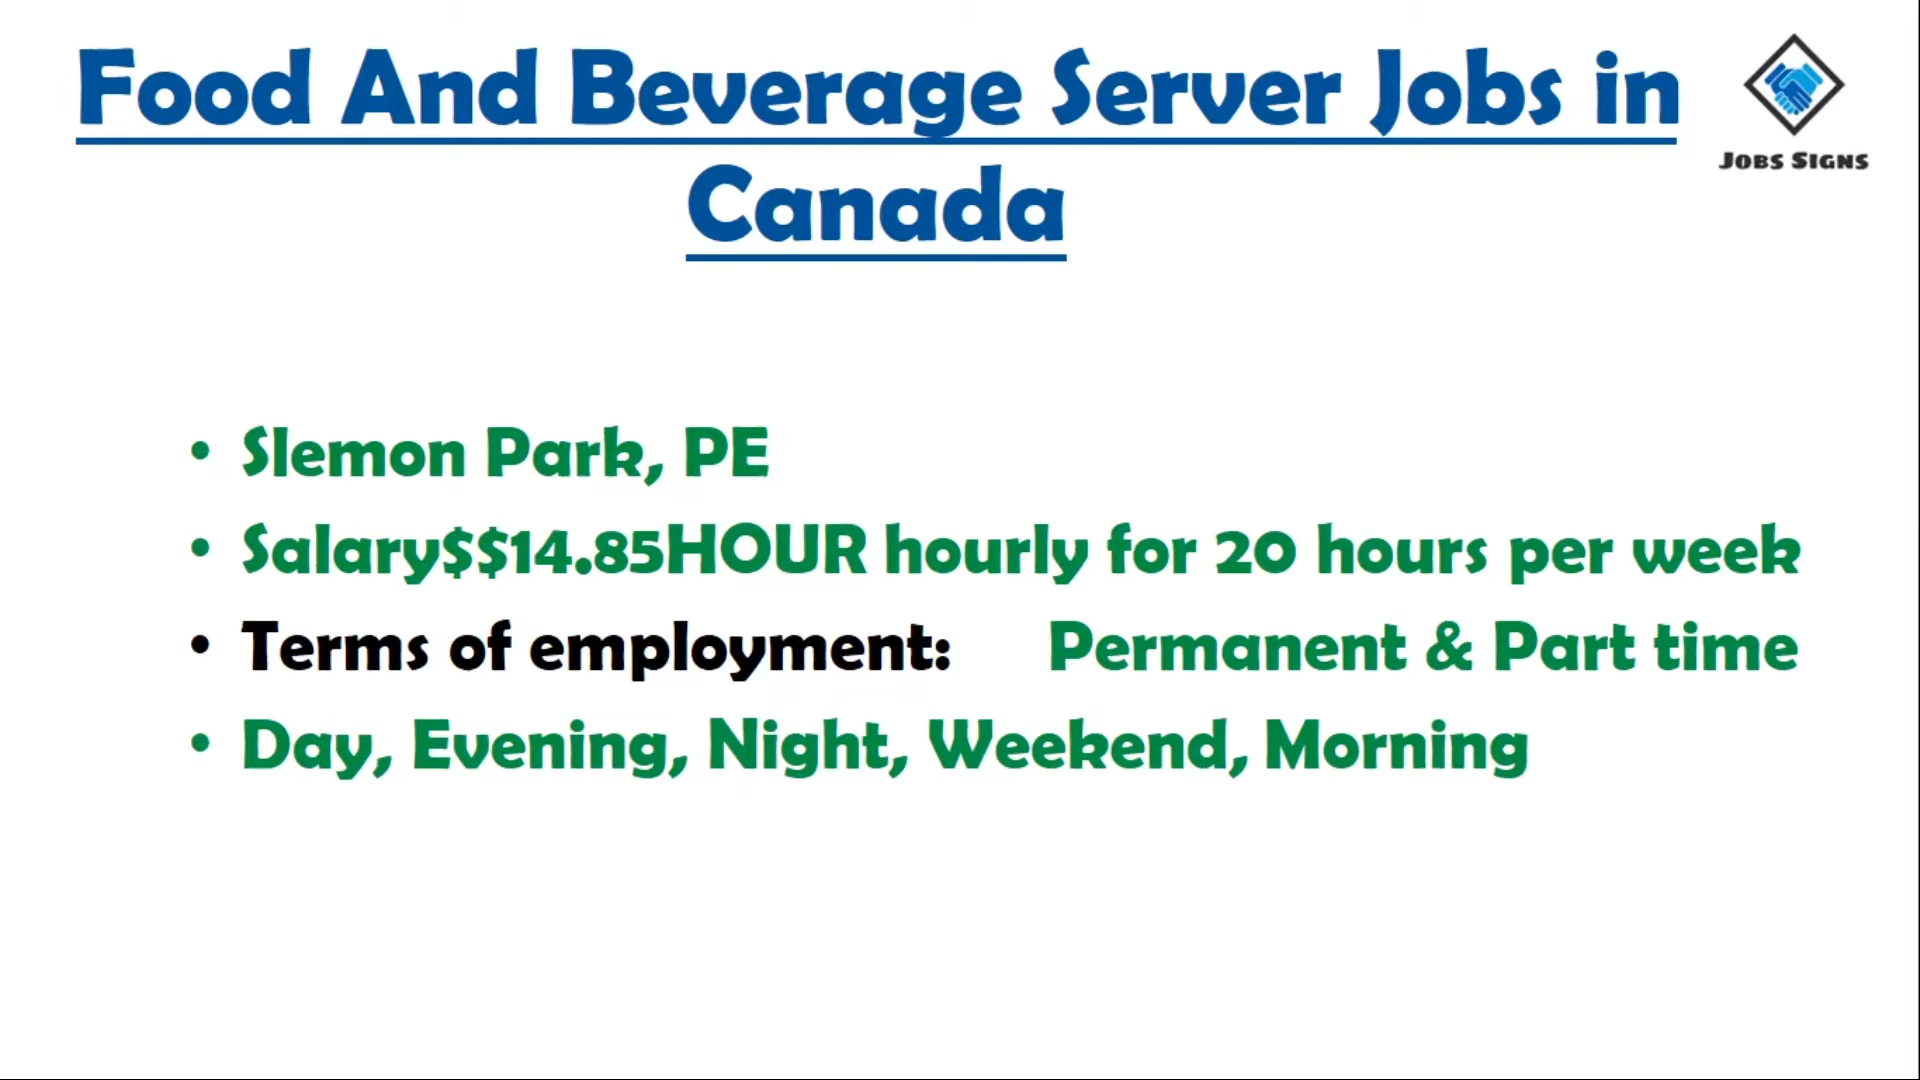 Food And Beverage Server Jobs in
Canada
JOBS SIGNS
• Slemon Park, PE
• Salary$$14.85HOUR hourly for 20 hours per week
• Terms of employment: Permanent & Part time
• Day, Evening, Night, Weekend, Morning